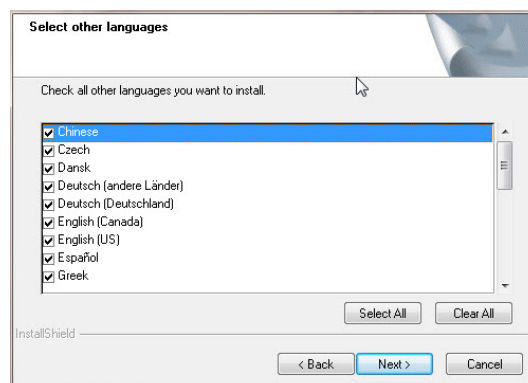 Select other languages
Check all other languages you want to install.
Chinese
Czech
Dansk
Deutsch (andere Länder)
Deutsch (Deutschland)
English (Canada)
English (US)
Español
Greek
Select All
Clear All
InstallShield
< Back
Next >
Cancel